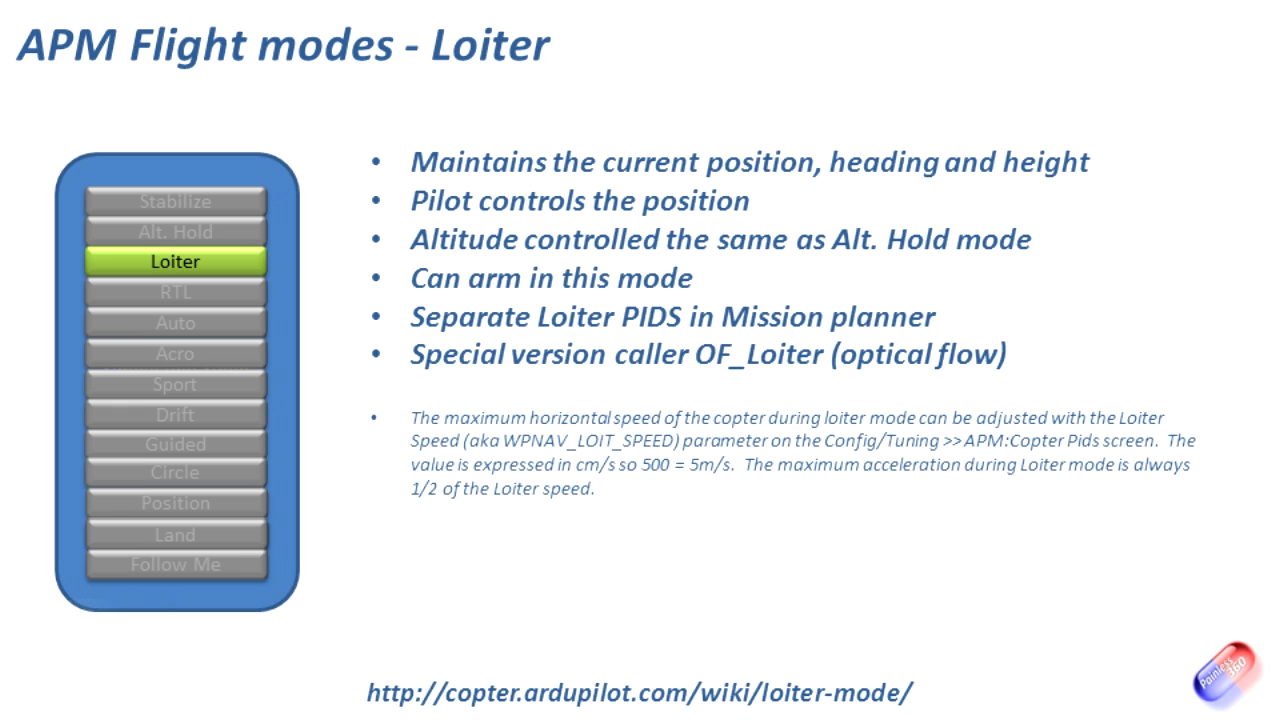 APM Flight modes - Loiter
Stabilize
Alt. Hold
Loiter
RTL
Auto
Acro
Sport
Drift
Guided
Circle
Position
Land
Follow Me
• Maintains the current position, heading and height
• Pilot controls the position
• Altitude controlled the same as Alt. Hold mode
• Can arm in this mode
• Separate Loiter PIDS in Mission planner
• Special version caller OF_Loiter (optical flow)
• The maximum horizontal speed of the copter during loiter mode can be adjusted with the Loiter
Speed (aka WPNAV_LOIT_SPEED) parameter on the Config/Tuning >> APM:Copter Pids screen. The
value is expressed in cm/s so 500 = 5m/s. The maximum acceleration during Loiter mode is always
1/2 of the Loiter speed.
http://copter.ardupilot.com/wiki/loiter-mode/
Painless
360